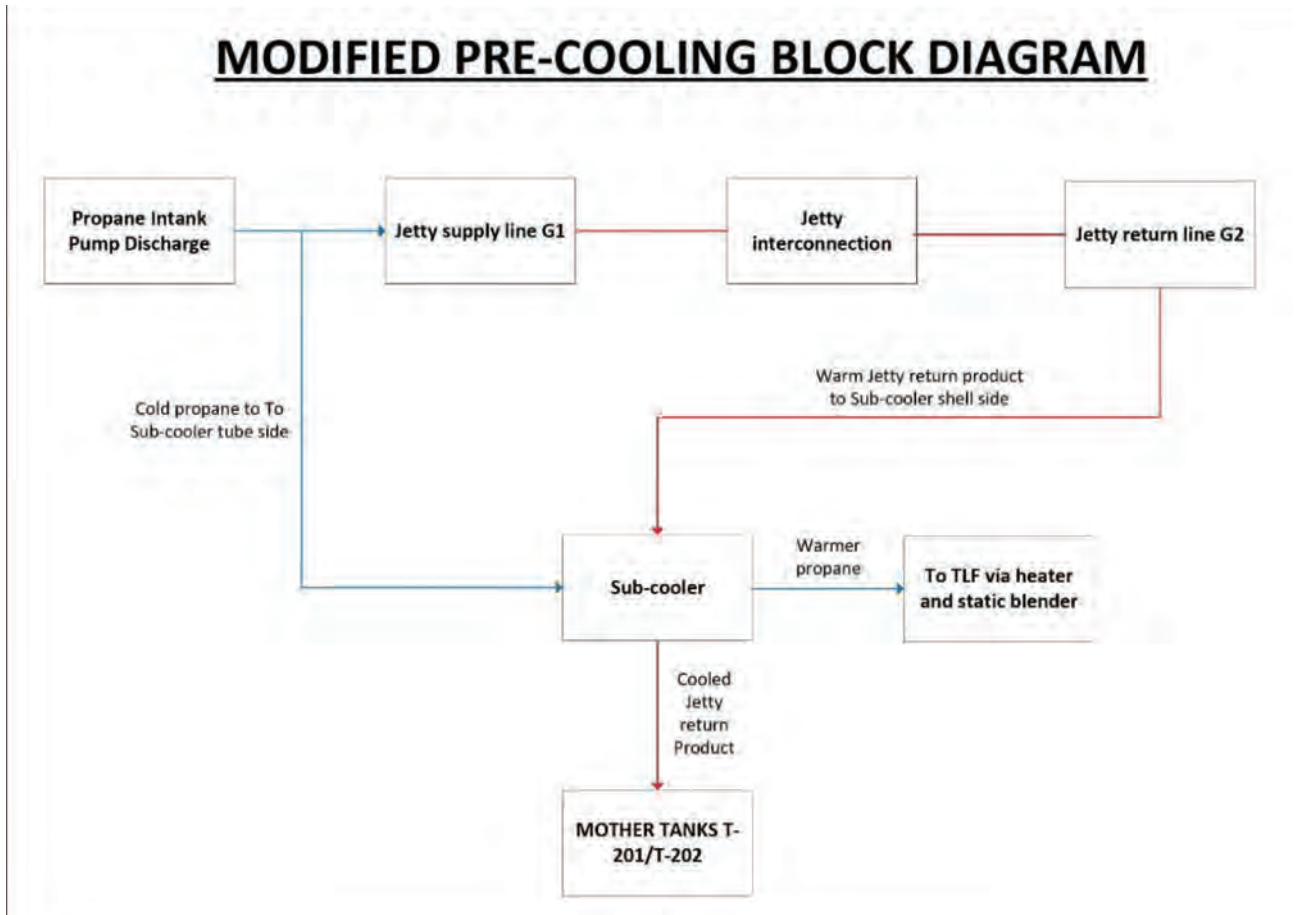 MODIFIED PRE-COOLING BLOCK DIAGRAM
Propane Intank
Pump Discharge
Jetty supply line G1
Jetty
interconnection
Jetty return line G2
Warm Jetty return product
to Sub-cooler shell side
Cold propane to To
Sub-cooler tube side
Sub-cooler
Warmer
propane
To TLF via heater
and static blender
Cooled
Jetty
return
Product
MOTHER TANKS T-
201/T-202